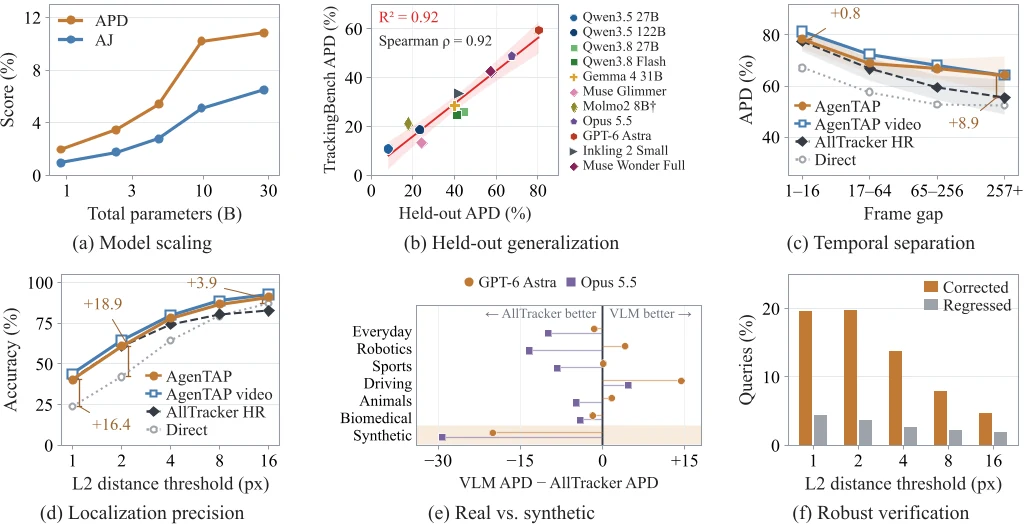 12
8
4
0
Score (%)
APD
AJ
1
3
10
30
Total parameters (B)
(a) Model scaling
60
40
20
0
TrackingBench APD (%)
R² = 0.92
Spearman ρ = 0.92
0
20
40
60
80
Held-out APD (%)
Qwen3.5 27B
Qwen3.5 122B
Qwen3.8 27B
Qwen3.8 Flash
Gemma 4 31B
Muse Glimmer
Molmo2 8B†
Opus 5.5
GPT-6 Astra
Inkling 2 Small
Muse Wonder Full
(b) Held-out generalization
80
60
40
APD (%)
+0.8
+8.9
AgenTAP
AgenTAP video
AllTracker HR
Direct
1–16
17–64
65–256
257+
Frame gap
(c) Temporal separation
100
75
50
25
0
Accuracy (%)
+18.9
+3.9
+16.4
AgenTAP
AgenTAP video
AllTracker HR
Direct
1
2
4
8
16
L2 distance threshold (px)
(d) Localization precision
GPT-6 Astra
Opus 5.5
← AllTracker better
VLM better →
Everyday
Robotics
Sports
Driving
Animals
Biomedical
Synthetic
−30
−15
0
+15
VLM APD − AllTracker APD
(e) Real vs. synthetic
20
10
0
Queries (%)
Corrected
Regressed
1
2
4
8
16
L2 distance threshold (px)
(f) Robust verification